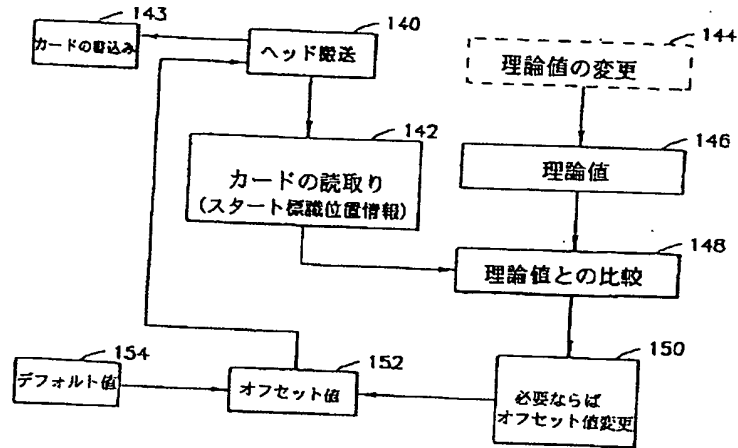 143
カードの書込み
140
ヘッド搬送
144
理論値の変更
142
カードの読取り
(スタート標識位置情報)
146
理論値
148
理論値との比較
154
デフォルト値
152
オフセット値
150
必要ならば
オフセット値変更